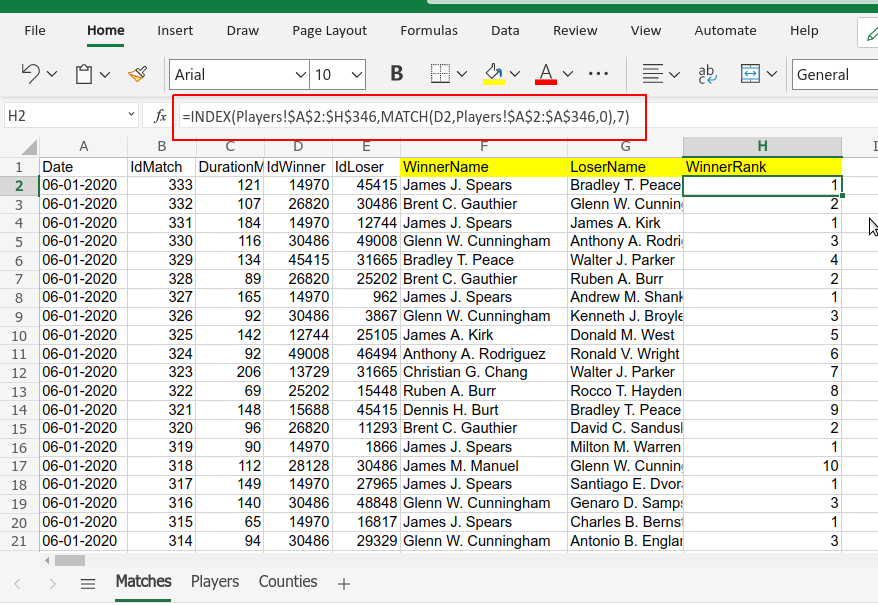 File Home Insert Draw Page Layout Formulas Data Review View Automate Help
Arial 10 B A ab General
H2 fx =INDEX(Players!$A$2:$H$346,MATCH(D2,Players!$A$2:$A$346,0),7)
A B C D E F G H I
1 Date IdMatch DurationM IdWinner IdLoser WinnerName LoserName WinnerRank
2 06-01-2020 333 121 14970 45415 James J. Spears Bradley T. Peace 1
3 06-01-2020 332 107 26820 30486 Brent C. Gauthier Glenn W. Cunnin 2
4 06-01-2020 331 184 14970 12744 James J. Spears James A. Kirk 1
5 06-01-2020 330 116 30486 49008 Glenn W. Cunningham Anthony A. Rodri 3
6 06-01-2020 329 134 45415 31665 Bradley T. Peace Walter J. Parker 4
7 06-01-2020 328 89 26820 25202 Brent C. Gauthier Ruben A. Burr 2
8 06-01-2020 327 165 14970 962 James J. Spears Andrew M. Shank 1
9 06-01-2020 326 92 30486 3867 Glenn W. Cunningham Kenneth J. Broyle 3
10 06-01-2020 325 142 12744 25105 James A. Kirk Donald M. West 5
11 06-01-2020 324 92 49008 46494 Anthony A. Rodriguez Ronald V. Wright 6
12 06-01-2020 323 206 13729 31665 Christian G. Chang Walter J. Parker 7
13 06-01-2020 322 69 25202 15448 Ruben A. Burr Rocco T. Hayden 8
14 06-01-2020 321 148 15688 45415 Dennis H. Burt Bradley T. Peace 9
15 06-01-2020 320 96 26820 11293 Brent C. Gauthier David C. Sandusl 2
16 06-01-2020 319 90 14970 1866 James J. Spears Milton M. Warren 1
17 06-01-2020 318 112 28128 30486 James M. Manuel Glenn W. Cunnin 10
18 06-01-2020 317 149 14970 27965 James J. Spears Santiago E. Dvor 1
19 06-01-2020 316 140 30486 48848 Glenn W. Cunningham Genaro D. Samps 3
20 06-01-2020 315 65 14970 16817 James J. Spears Charles B. Bernst 1
21 06-01-2020 314 94 30486 29329 Glenn W. Cunningham Antonio B. Englar 3
Matches Players Counties